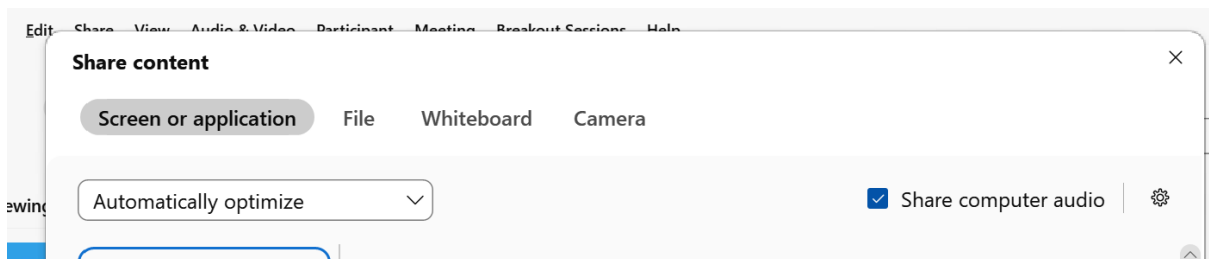 Edit Share View Audio & Video Participant Meeting Breakout Sessions Help
Share content
Screen or application File Whiteboard Camera
Automatically optimize Share computer audio